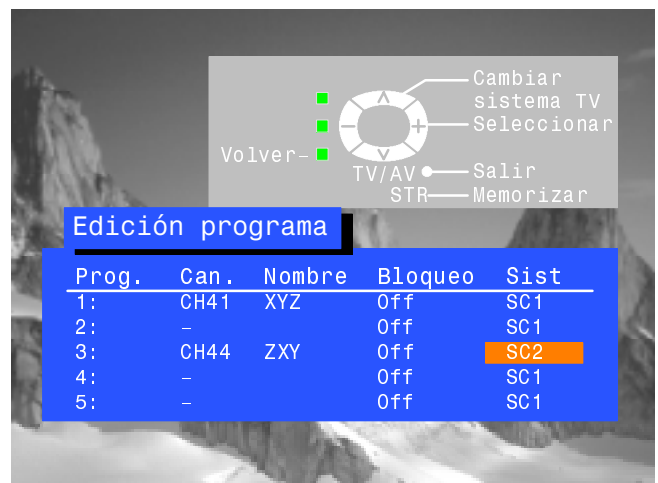 Cambiar
sistema TV
Seleccionar
Volver–
TV/AV Salir
STR Memorizar
Edición programa
Prog. Can. Nombre Bloqueo Sist
1: CH41 XYZ Off SC1
2: – Off SC1
3: CH44 ZXY Off SC2
4: – Off SC1
5: – Off SC1